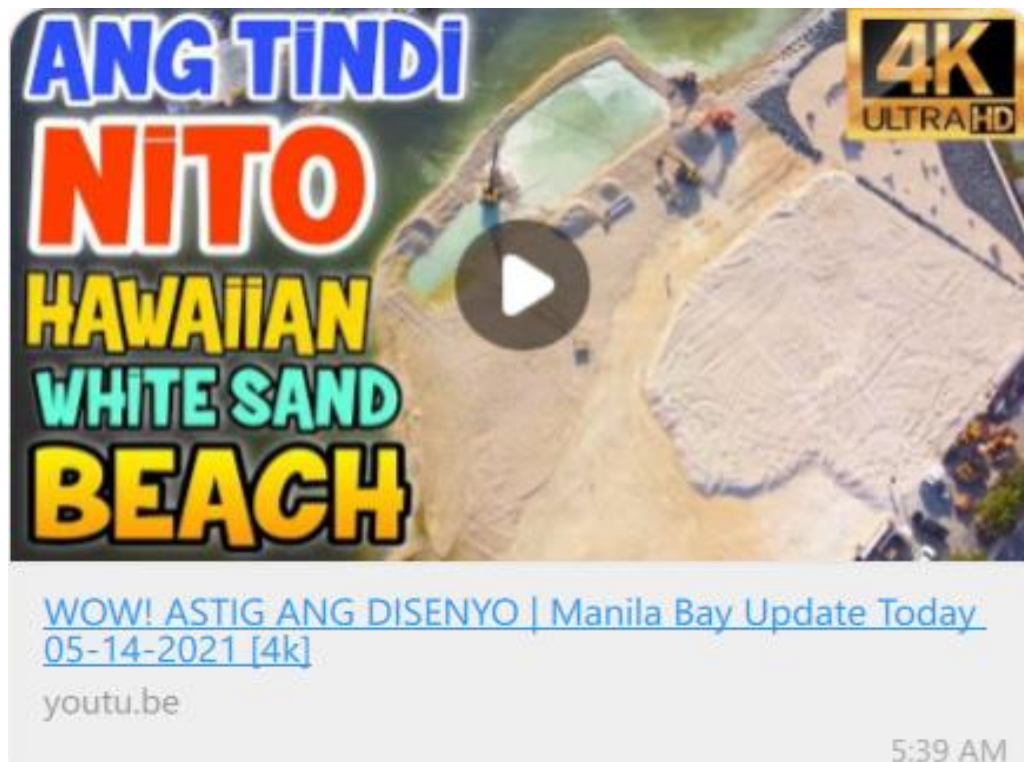 ANG TINDI
NITO
HAWAIIAN
WHITE SAND
BEACH
4K
ULTRA HD
WOW! ASTIG ANG DISENYO | Manila Bay Update Today
05-14-2021 [4k]
youtu.be
5:39 AM